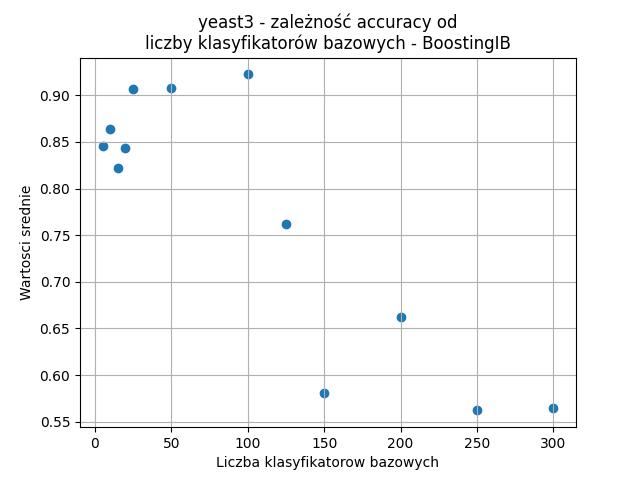 yeast3 - zależność accuracy od
liczby klasyfikatorów bazowych - BoostingIB
0.90
0.85
0.80
0.75
0.70
0.65
0.60
0.55
Wartosci srednie
0 50 100 150 200 250 300
Liczba klasyfikatorow bazowych